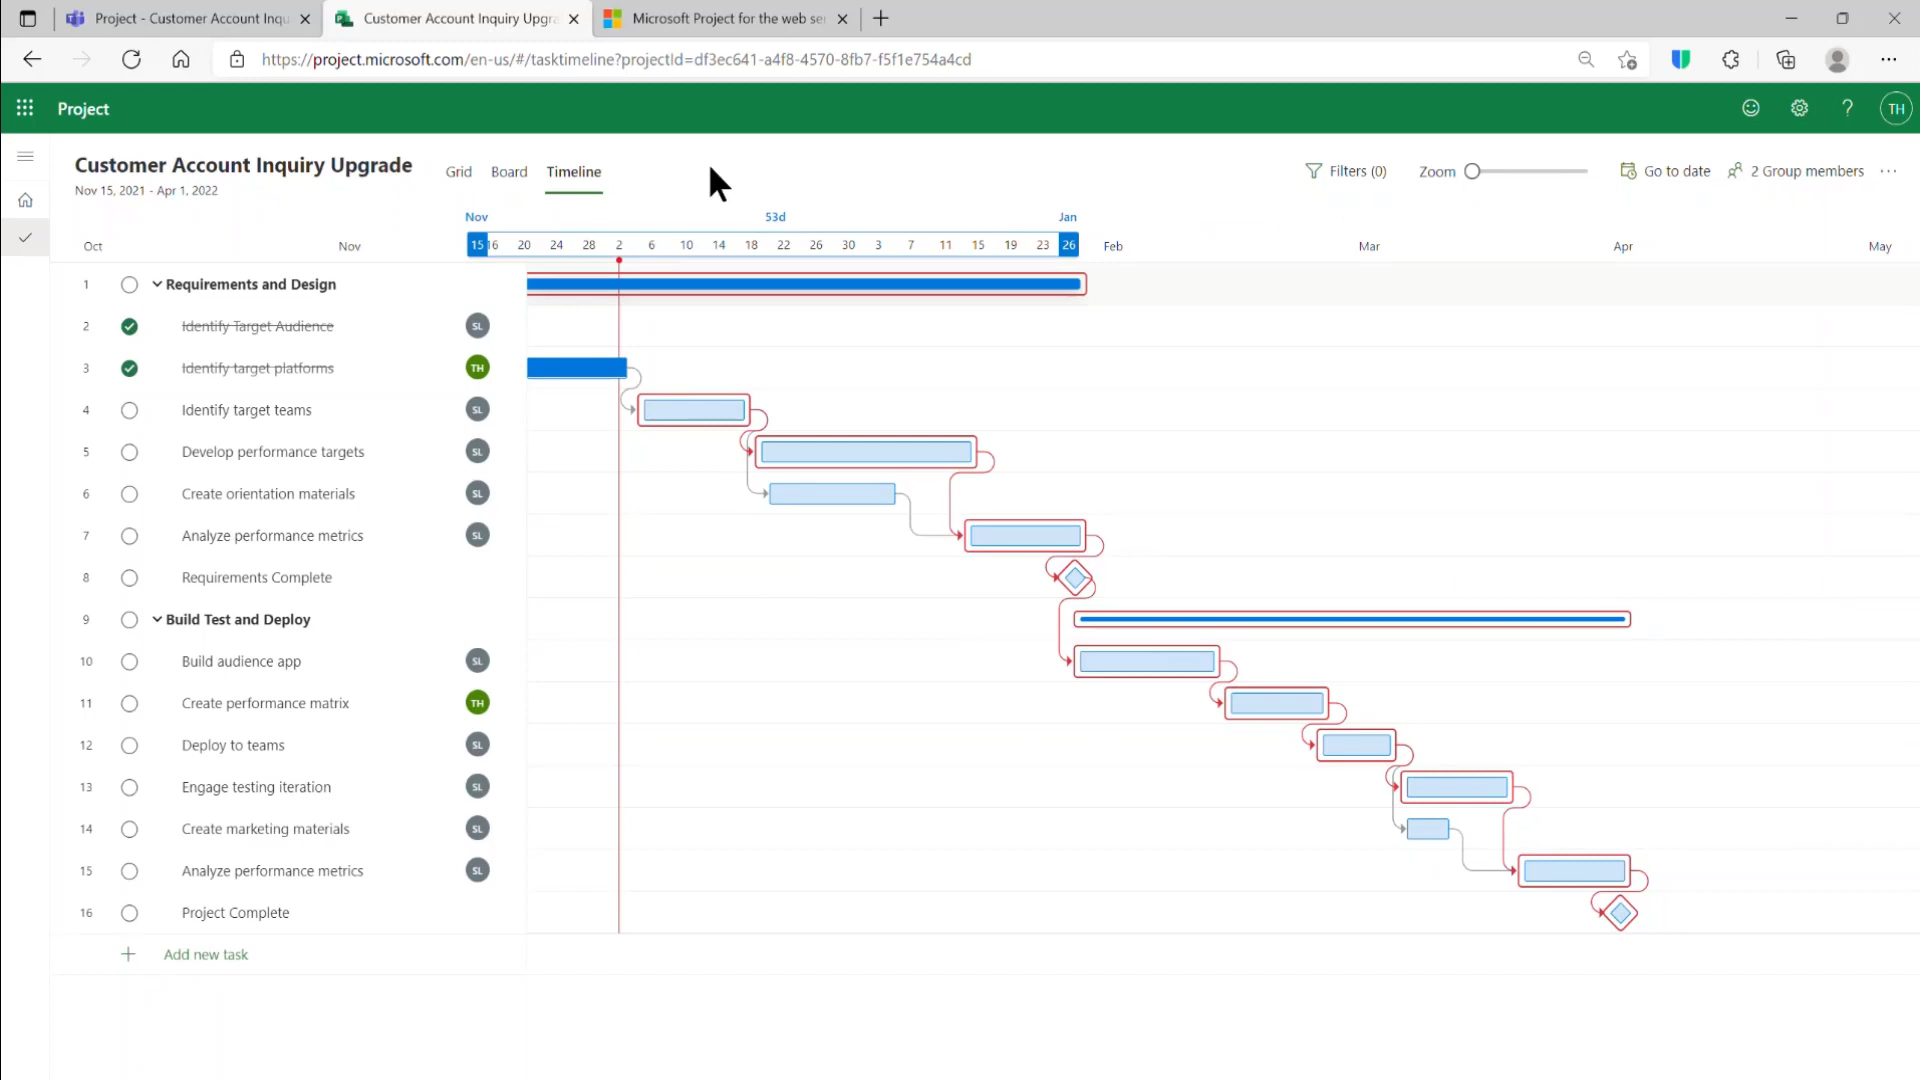 Project - Customer Account Inqu
Customer Account Inquiry Upgra
Microsoft Project for the web se
https://project.microsoft.com/en-us/#/tasktimeline?projectId=df3ec641-a4f8-4570-8fb7-f5f1e754a4cd
Project
? TH
Customer Account Inquiry Upgrade
Nov 15, 2021 - Apr 1, 2022
Grid Board Timeline
Filters (0) Zoom Go to date 2 Group members ...
Nov 53d Jan
Oct Nov 15 16 20 24 28 2 6 10 14 18 22 26 30 3 7 11 15 19 23 26 Feb Mar Apr May
1 Requirements and Design
2 Identify Target Audience SL
3 Identify target platforms TH
4 Identify target teams SL
5 Develop performance targets SL
6 Create orientation materials SL
7 Analyze performance metrics SL
8 Requirements Complete
9 Build Test and Deploy
10 Build audience app SL
11 Create performance matrix TH
12 Deploy to teams SL
13 Engage testing iteration SL
14 Create marketing materials SL
15 Analyze performance metrics SL
16 Project Complete
+ Add new task